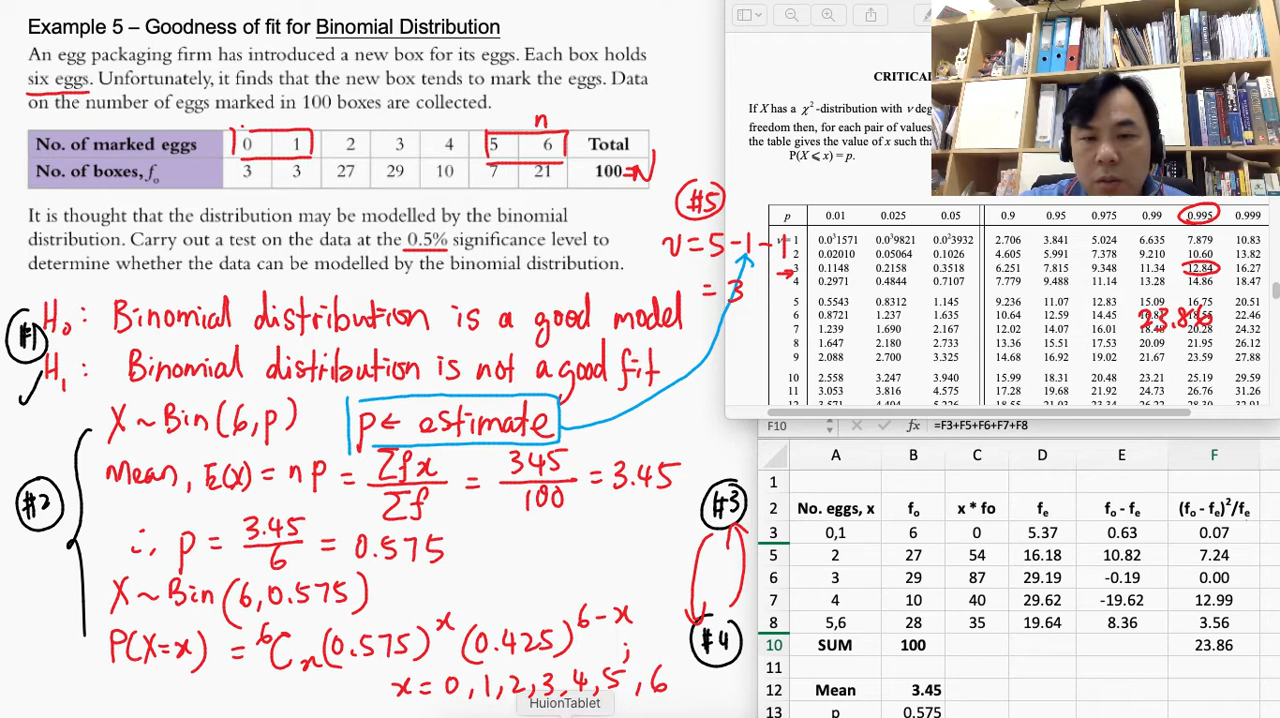 Example 5 – Goodness of fit for Binomial Distribution
An egg packaging firm has introduced a new box for its eggs. Each box holds
six eggs. Unfortunately, it finds that the new box tends to mark the eggs. Data
on the number of eggs marked in 100 boxes are collected.
n
No. of marked eggs 0 1 2 3 4 5 6 Total
No. of boxes, fo 3 3 27 29 10 7 21 100 = N
It is thought that the distribution may be modelled by the binomial
distribution. Carry out a test on the data at the 0.5% significance level to
determine whether the data can be modelled by the binomial distribution.
#1
H₀ : Binomial distribution is a good model
H₁ : Binomial distribution is not a good fit
X ~ Bin(6, p) p ← estimate
#2
Mean, E(X) = np = Σfx/Σf = 345/100 = 3.45
∴ p = 3.45/6 = 0.575
X ~ Bin(6, 0.575)
P(X=x) = ⁶Cₓ(0.575)^x (0.425)^6-x ;
x = 0, 1, 2, 3, 4, 5, 6
HuionTablet
#5
ν = 5 - 1 - 1
= 3
#3
#4
CRITICAL
If X has a χ²-distribution with ν deg
freedom then, for each pair of values
the table gives the value of x such tha
P(X ⩽ x) = p.
p 0.01 0.025 0.05 0.9 0.95 0.975 0.99 0.995 0.999
ν = 1 0.0³1571 0.0³9821 0.0²3932 2.706 3.841 5.024 6.635 7.879 10.83
2 0.02010 0.05064 0.1026 4.605 5.991 7.378 9.210 10.60 13.82
3 0.1148 0.2158 0.3518 6.251 7.815 9.348 11.34 12.84 16.27
4 0.2971 0.4844 0.7107 7.779 9.488 11.14 13.28 14.86 18.47
5 0.5543 0.8312 1.145 9.236 11.07 12.83 15.09 16.75 20.51
6 0.8721 1.237 1.635 10.64 12.59 14.45 22.46
23.86
7 1.239 1.690 2.167 12.02 14.07 16.01 18.48 20.28 24.32
8 1.647 2.180 2.733 13.36 15.51 17.53 20.09 21.95 26.12
9 2.088 2.700 3.325 14.68 16.92 19.02 21.67 23.59 27.88
10 2.558 3.247 3.940 15.99 18.31 20.48 23.21 25.19 29.59
11 3.053 3.816 4.575 17.28 19.68 21.92 24.73 26.76 31.26
F10 fx =F3+F5+F6+F7+F8
A B C D E F
1
2 No. eggs, x fo x * fo fe fo - fe (fo - fe)²/fe
3 0,1 6 0 5.37 0.63 0.07
5 2 27 54 16.18 10.82 7.24
6 3 29 87 29.19 -0.19 0.00
7 4 10 40 29.62 -19.62 12.99
8 5,6 28 35 19.64 8.36 3.56
10 SUM 100 23.86
11
12 Mean 3.45
13 p 0.575